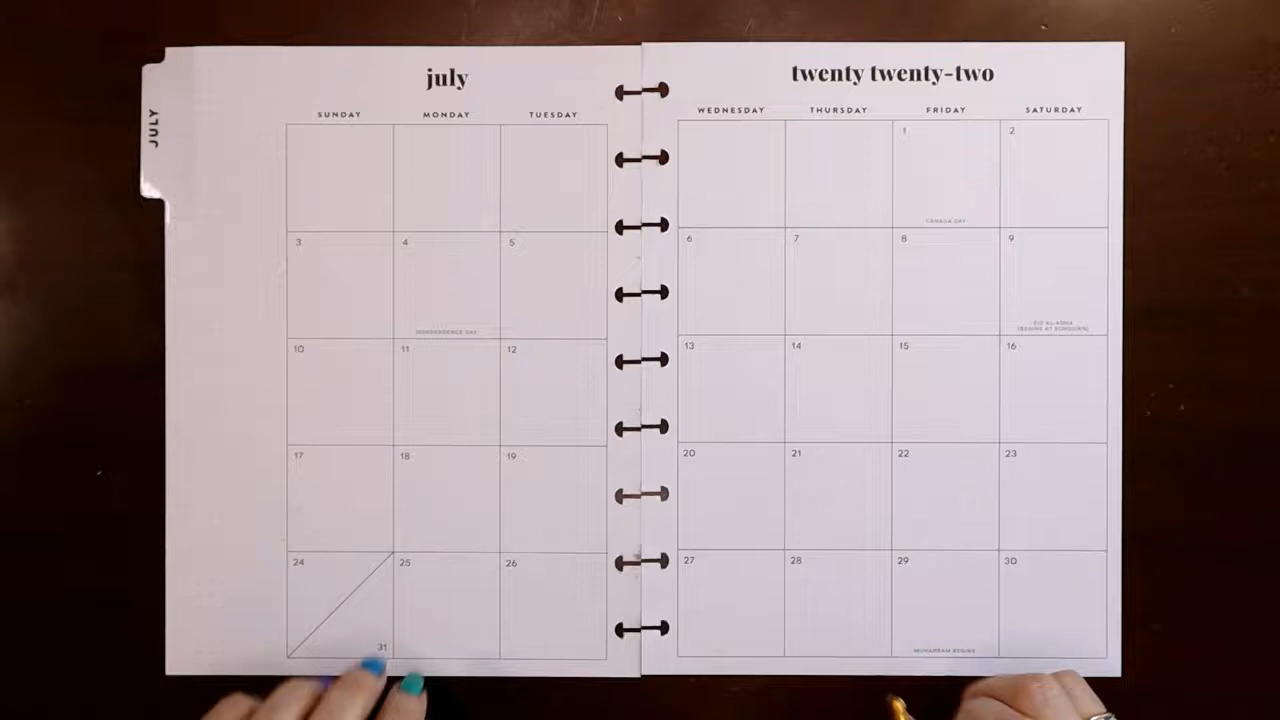 july
twenty twenty-two
JULY
SUNDAY MONDAY TUESDAY WEDNESDAY THURSDAY FRIDAY SATURDAY
1 2
CANADA DAY
3 4 5 6 7 8 9
INDEPENDENCE DAY
EID AL-ADHA
(BEGINS AT SUNDOWN)
10 11 12 13 14 15 16
17 18 19 20 21 22 23
24 25 26 27 28 29 30
31
MUHARRAM BEGINS